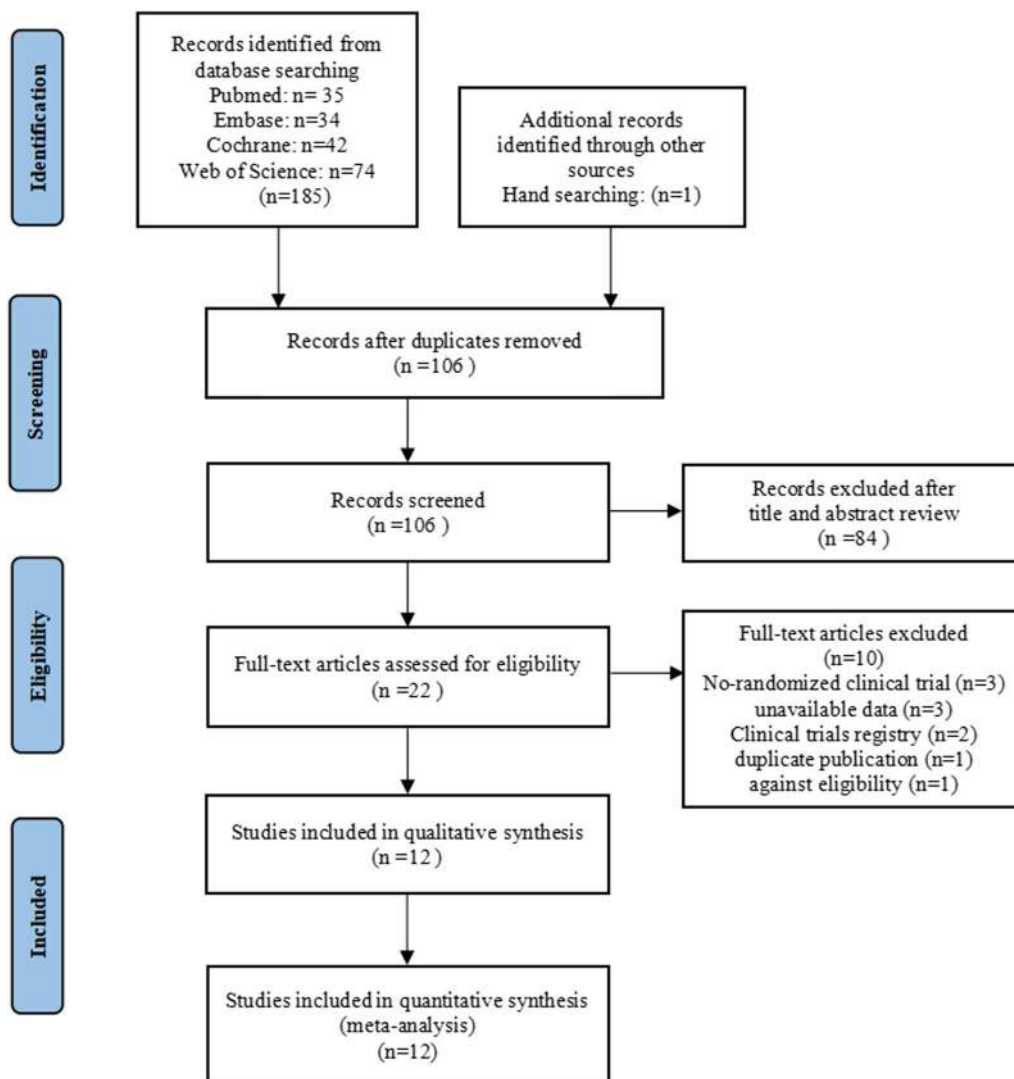 Identification
Records identified from
database searching
Pubmed: n= 35
Embase: n=34
Cochrane: n=42
Web of Science: n=74
(n=185)
Additional records
identified through other
sources
Hand searching: (n=1)
Screening
Records after duplicates removed
(n =106 )
Records screened
(n =106 )
Records excluded after
title and abstract review
(n =84 )
Eligibility
Full-text articles assessed for eligibility
(n =22 )
Full-text articles excluded
(n=10)
No-randomized clinical trial (n=3)
unavailable data (n=3)
Clinical trials registry (n=2)
duplicate publication (n=1)
against eligibility (n=1)
Included
Studies included in qualitative synthesis
(n =12 )
Studies included in quantitative synthesis
(meta-analysis)
(n=12)